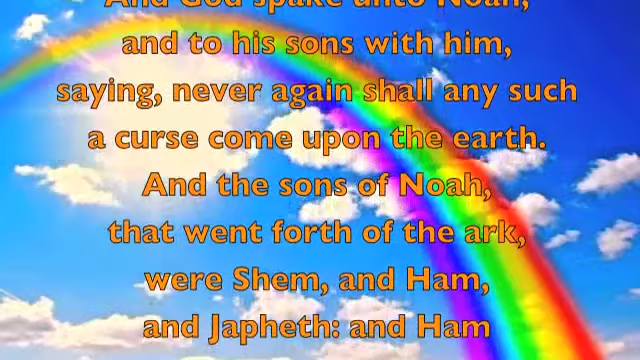 And God spake unto Noah,
and to his sons with him,
saying, never again shall any such
a curse come upon the earth.
And the sons of Noah,
that went forth of the ark,
were Shem, and Ham,
and Japheth: and Ham